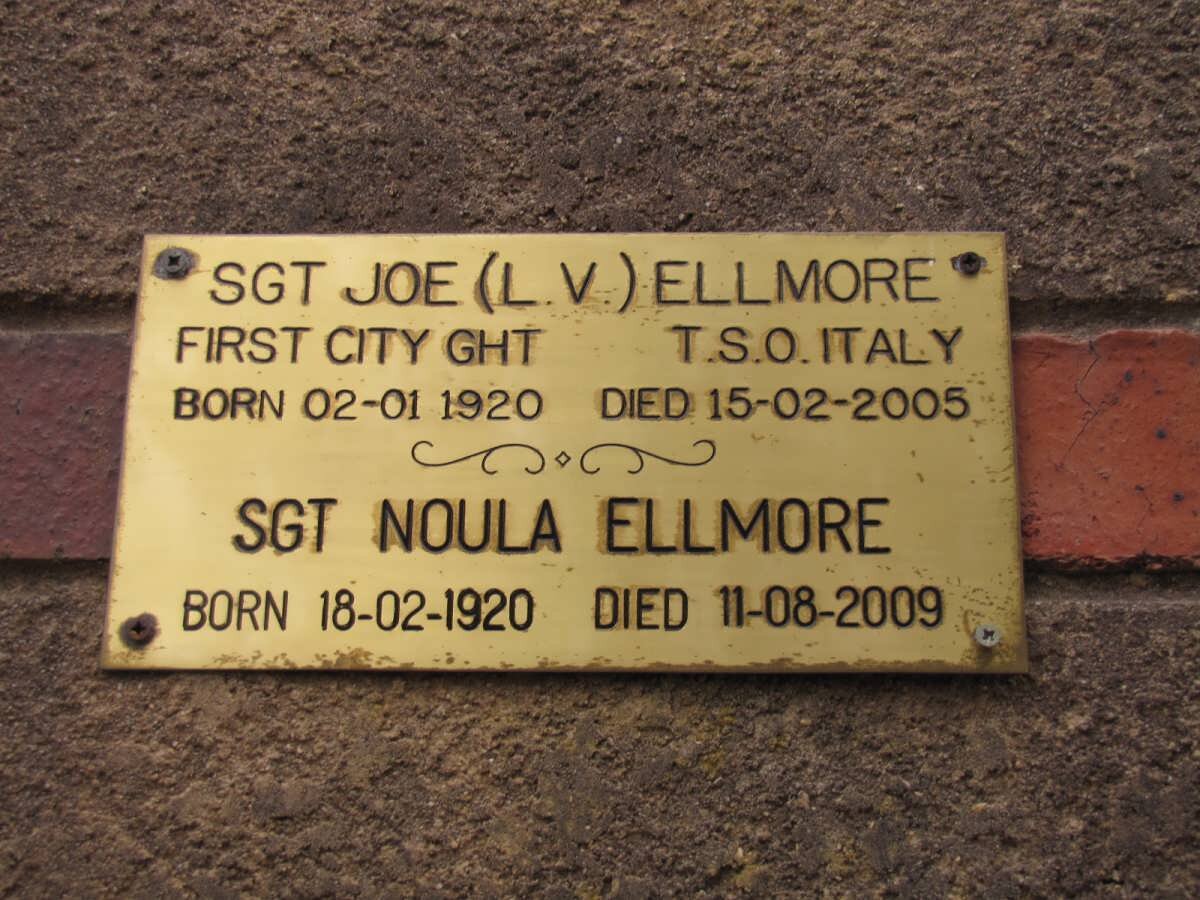 SGT JOE (L.V.) ELLMORE
FIRST CITY GHT T.S.O. ITALY
BORN 02-01 1920 DIED 15-02-2005
SGT NOULA ELLMORE
BORN 18-02-1920 DIED 11-08-2009